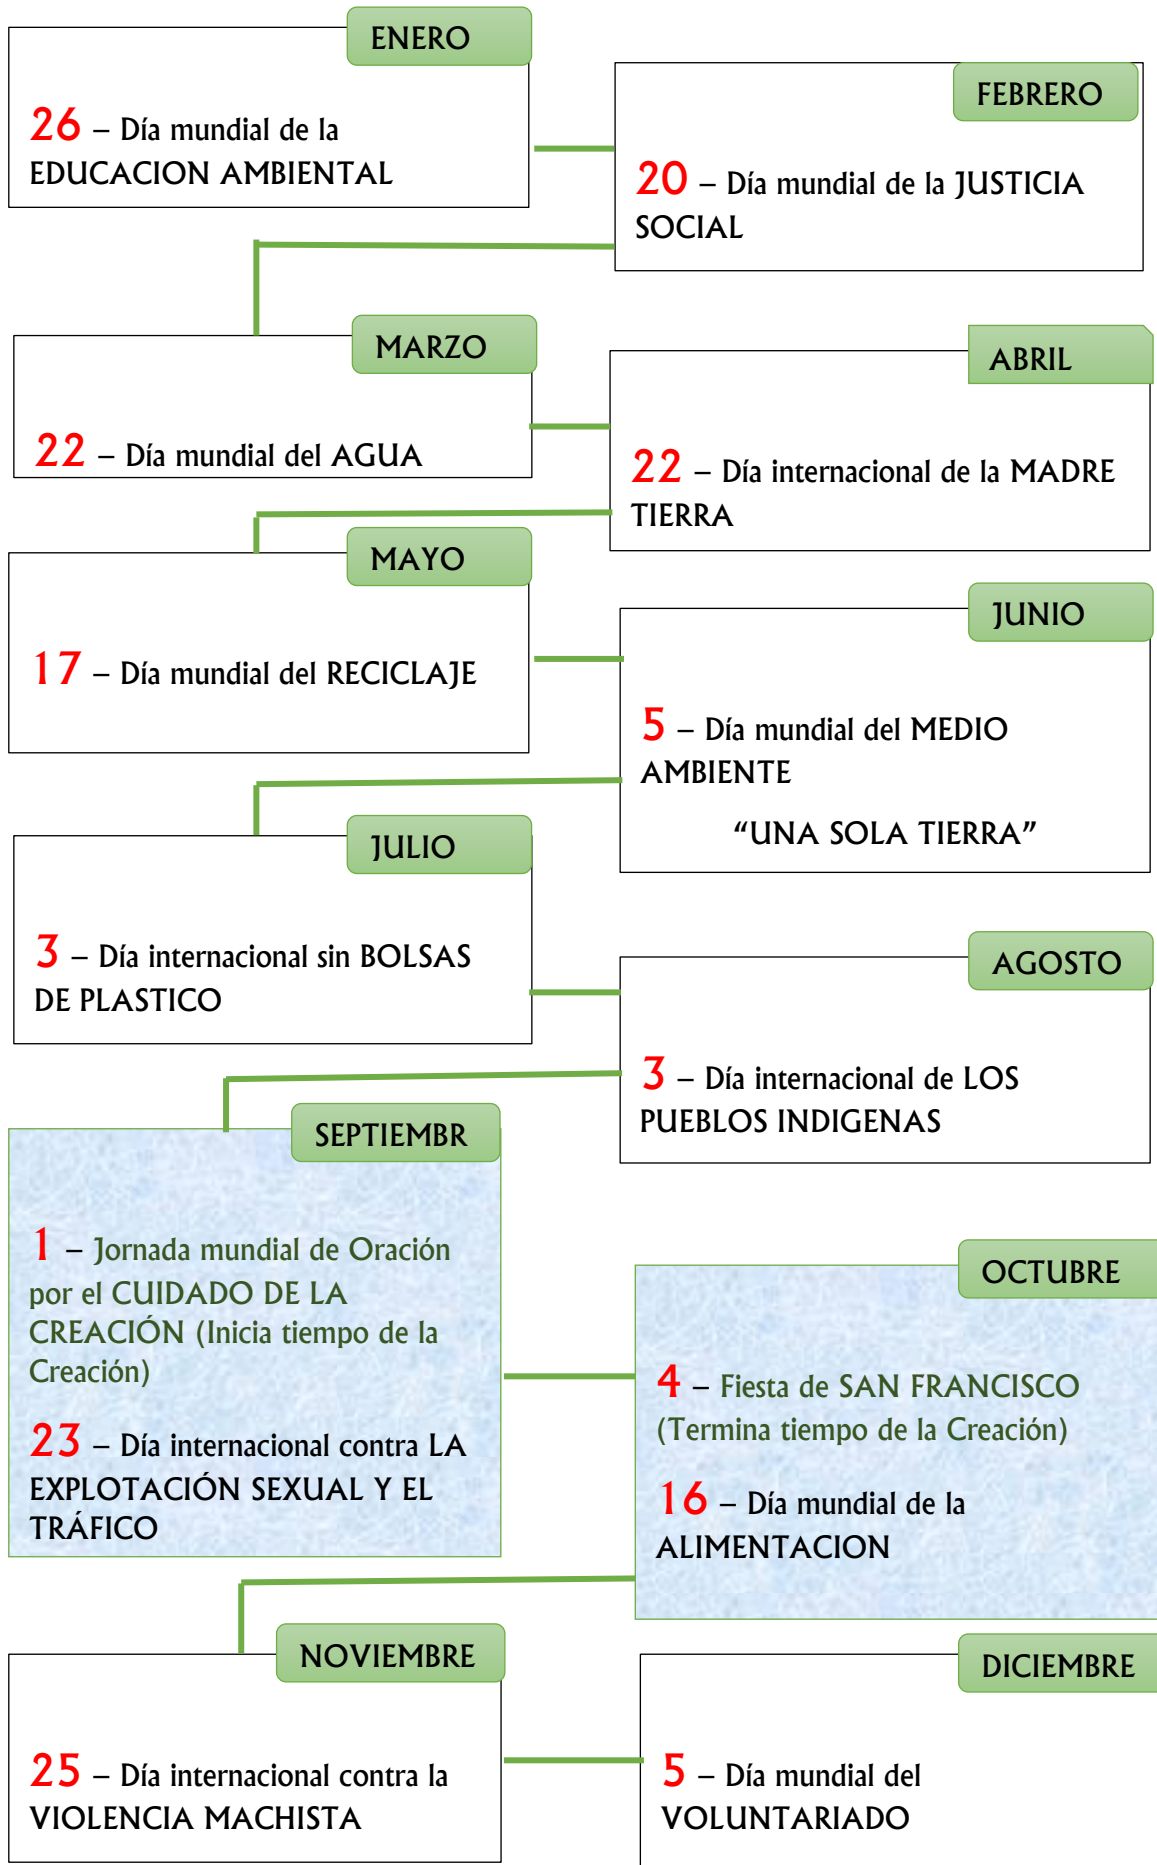 ENERO
26 – Día mundial de la
EDUCACION AMBIENTAL
FEBRERO
20 – Día mundial de la JUSTICIA
SOCIAL
MARZO
22 – Día mundial del AGUA
ABRIL
22 – Día internacional de la MADRE
TIERRA
MAYO
17 – Día mundial del RECICLAJE
JUNIO
5 – Día mundial del MEDIO
AMBIENTE
“UNA SOLA TIERRA”
JULIO
3 – Día internacional sin BOLSAS
DE PLASTICO
AGOSTO
3 – Día internacional de LOS
PUEBLOS INDIGENAS
SEPTIEMBR
1 – Jornada mundial de Oración
por el CUIDADO DE LA
CREACIÓN (Inicia tiempo de la
Creación)
23 – Día internacional contra LA
EXPLOTACIÓN SEXUAL Y EL
TRÁFICO
OCTUBRE
4 – Fiesta de SAN FRANCISCO
(Termina tiempo de la Creación)
16 – Día mundial de la
ALIMENTACION
NOVIEMBRE
25 – Día internacional contra la
VIOLENCIA MACHISTA
DICIEMBRE
5 – Día mundial del
VOLUNTARIADO